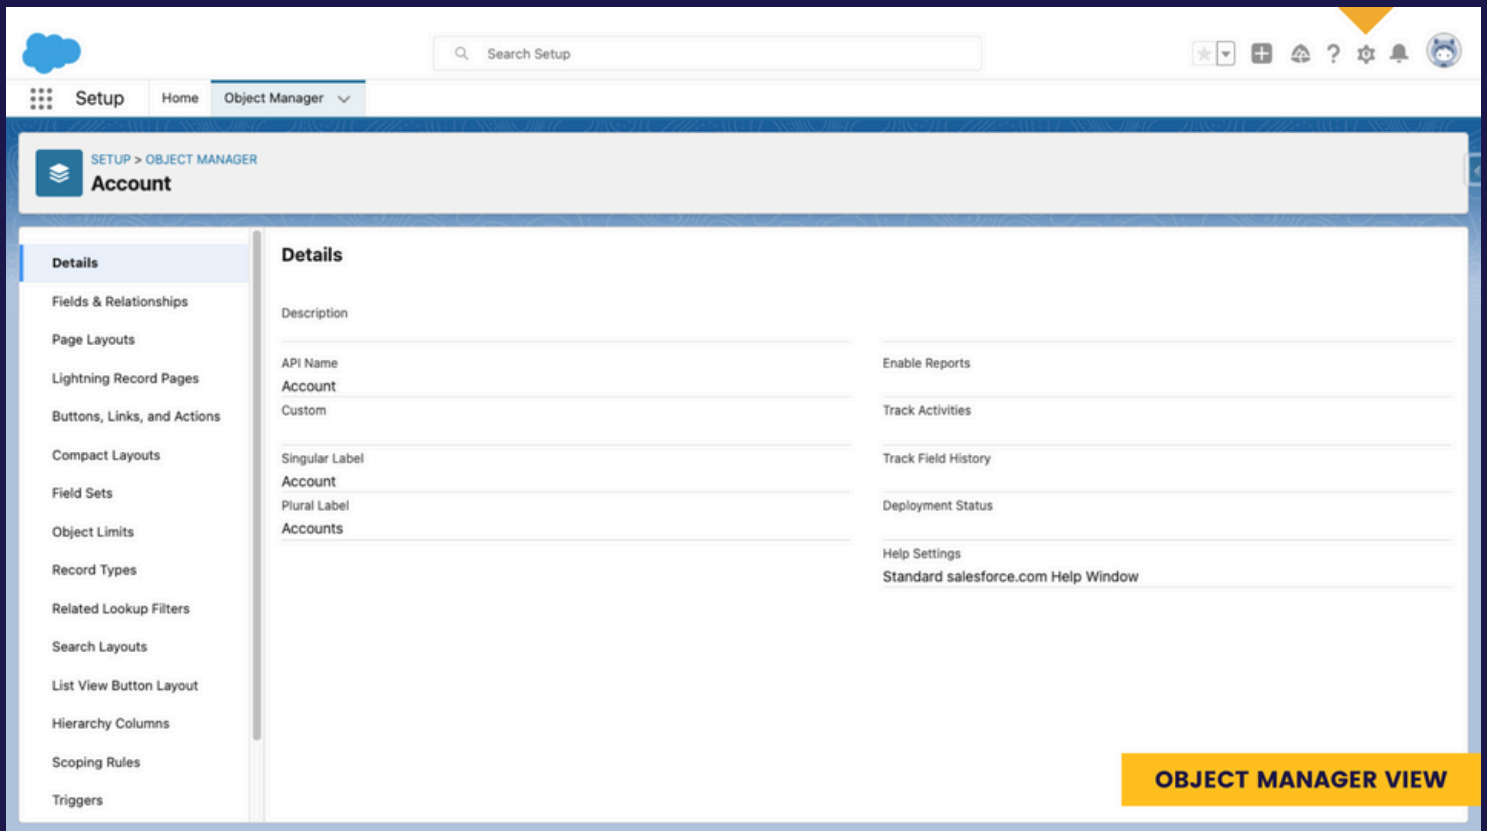 Search Setup
Setup
Home
Object Manager
SETUP > OBJECT MANAGER
Account
Details
Fields & Relationships
Page Layouts
Lightning Record Pages
Buttons, Links, and Actions
Compact Layouts
Field Sets
Object Limits
Record Types
Related Lookup Filters
Search Layouts
List View Button Layout
Hierarchy Columns
Scoping Rules
Triggers
Details
Description
API Name
Account
Custom
Singular Label
Account
Plural Label
Accounts
Enable Reports
Track Activities
Track Field History
Deployment Status
Help Settings
Standard salesforce.com Help Window
OBJECT MANAGER VIEW